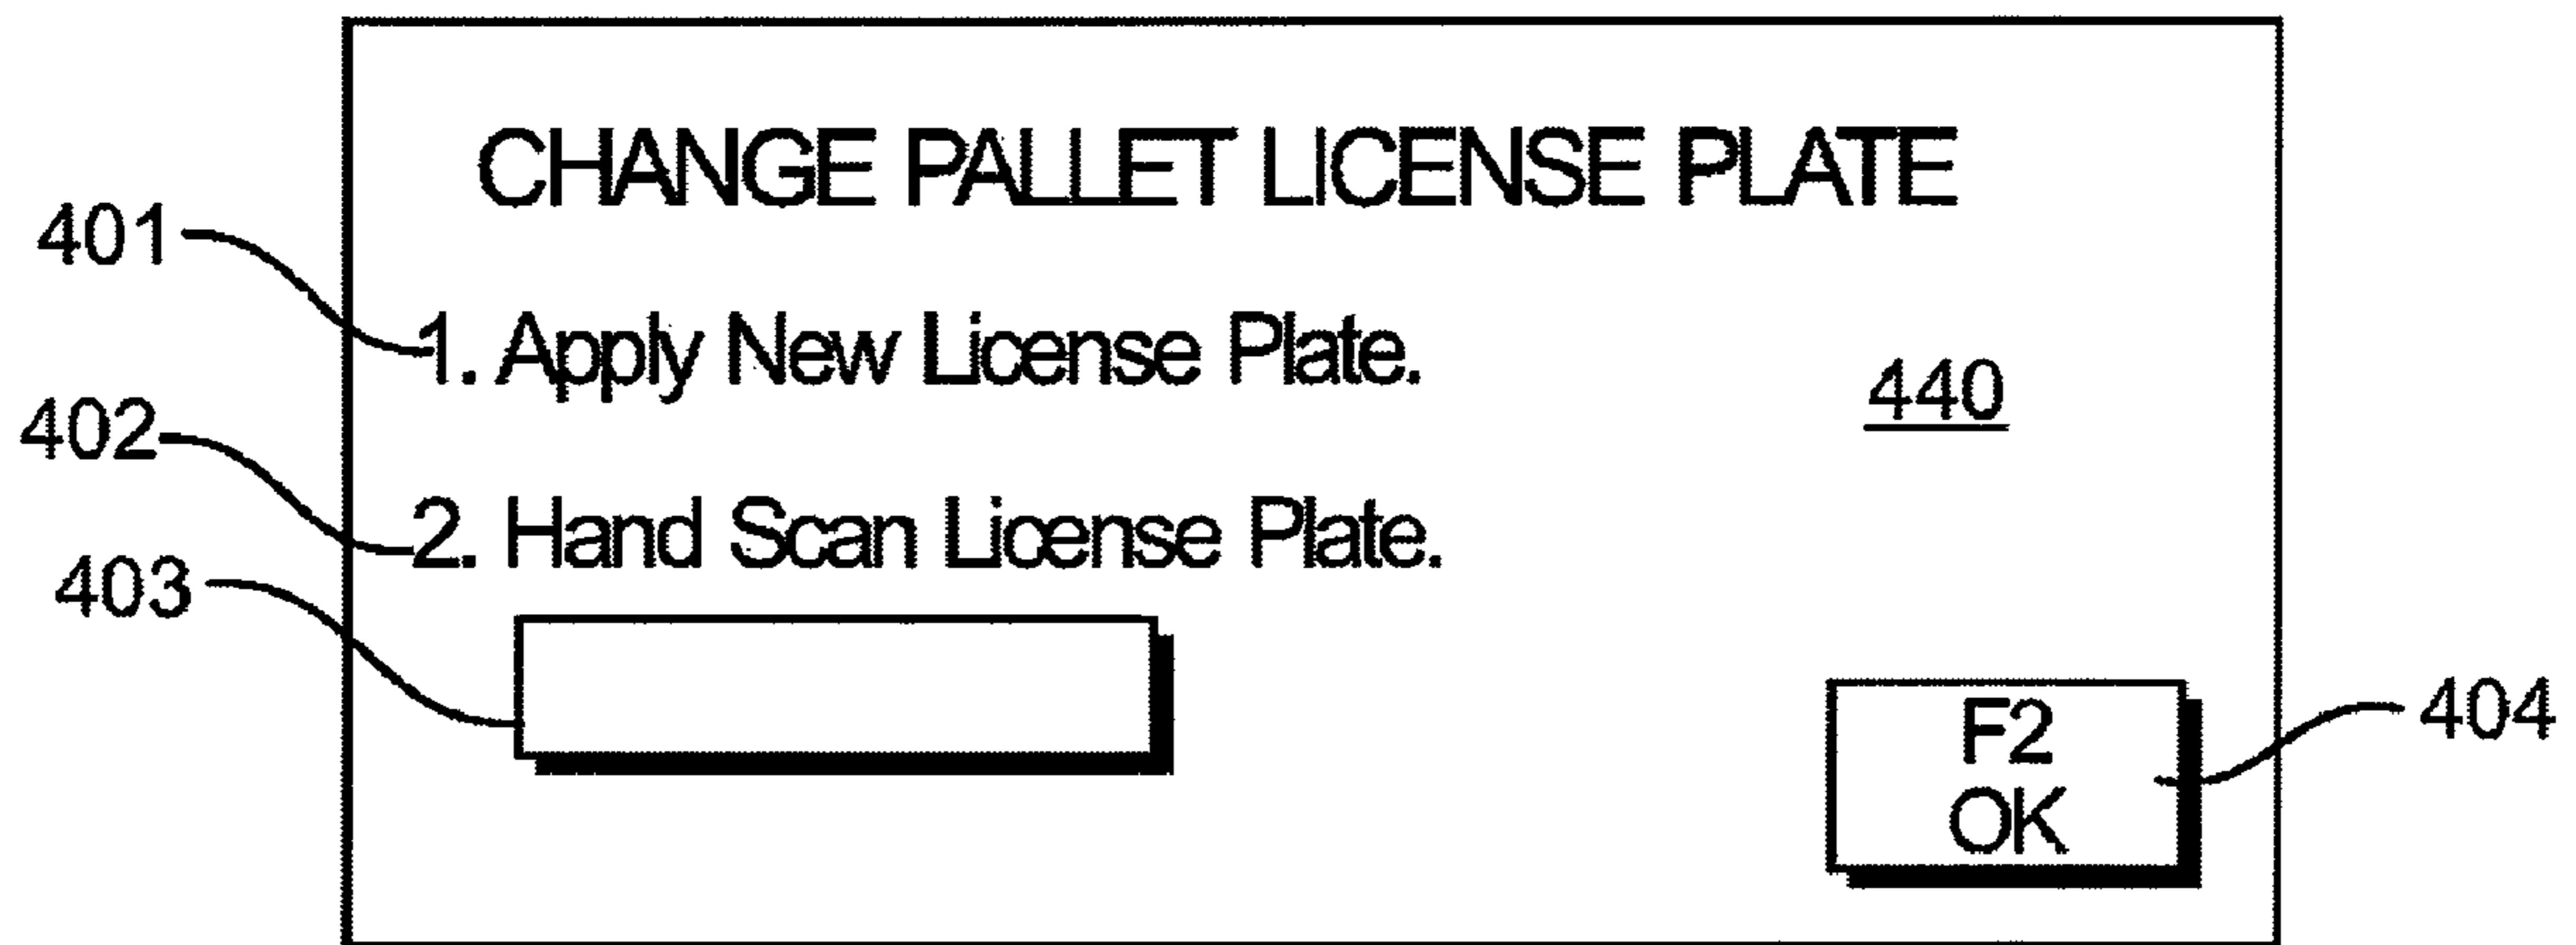 CHANGE PALLET LICENSE PLATE
401
1. Apply New License Plate.
440
402
2. Hand Scan License Plate.
403
F2
OK
404